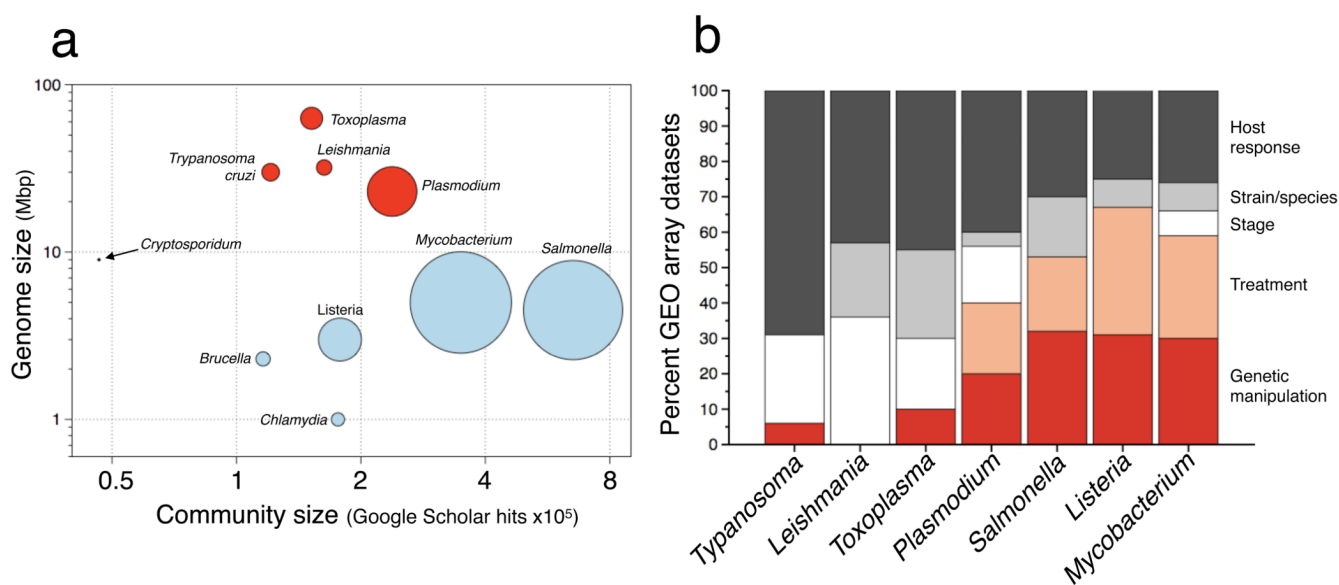 a
100
10
1
Genome size (Mbp)
Toxoplasma
Leishmania
Trypanosoma
cruzi
Plasmodium
Cryptosporidum
Mycobacterium
Salmonella
Listeria
Brucella
Chlamydia
0.5 1 2 4 8
Community size (Google Scholar hits x10⁵)
b
Percent GEO array datasets
100
90
80
70
60
50
40
30
20
10
0
Host
response
Strain/species
Stage
Treatment
Genetic
manipulation
Typanosoma
Leishmania
Toxoplasma
Plasmodium
Salmonella
Listeria
Mycobacterium